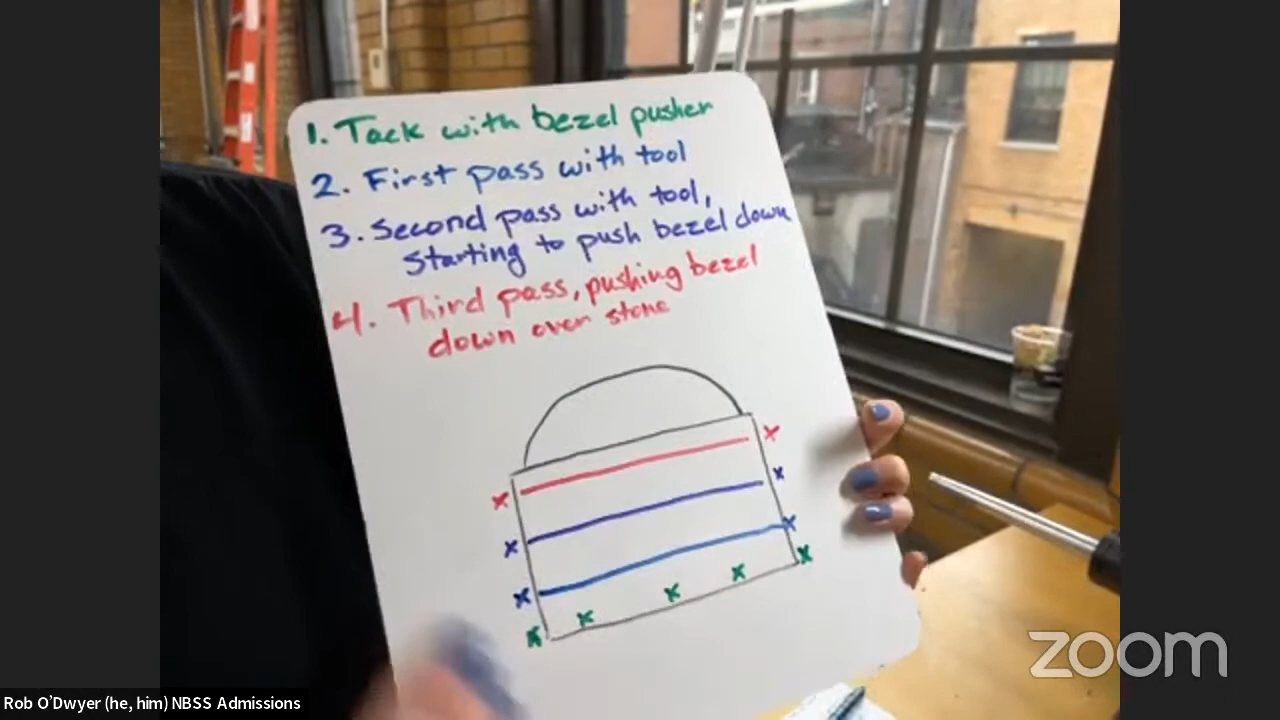 1. Tack with bezel pusher
2. First pass with tool
3. Second pass with tool,
starting to push bezel down
4. Third pass, pushing bezel
down over stone
zoom
Rob O'Dwyer (he, him) NBSS Admissions